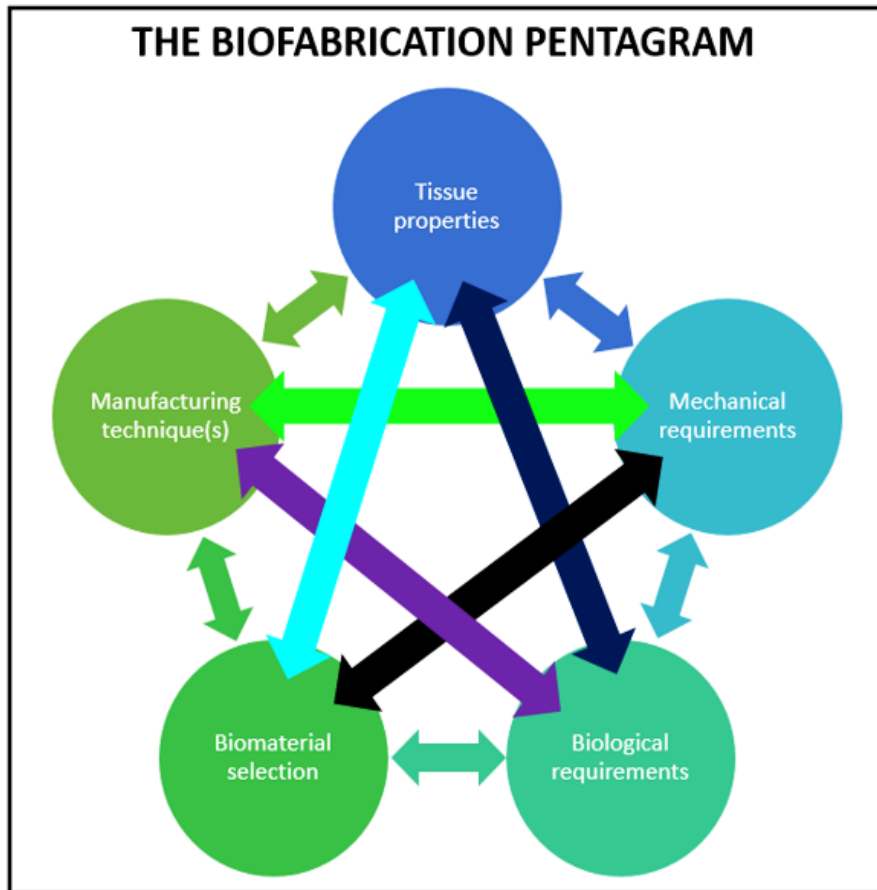 THE BIOFABRICATION PENTAGRAM
Tissue
properties
Manufacturing
technique(s)
Mechanical
requirements
Biomaterial
selection
Biological
requirements